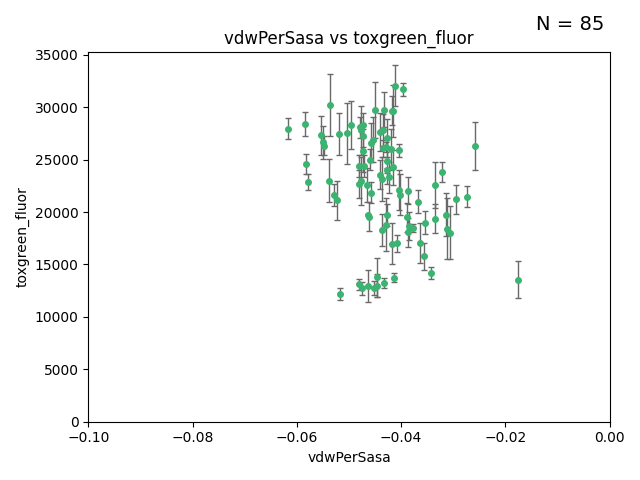 N = 85
vdwPerSasa vs toxgreen_fluor
35000
30000
25000
20000
15000
10000
5000
0
toxgreen_fluor
−0.10 −0.08 −0.06 −0.04 −0.02 0.00
vdwPerSasa